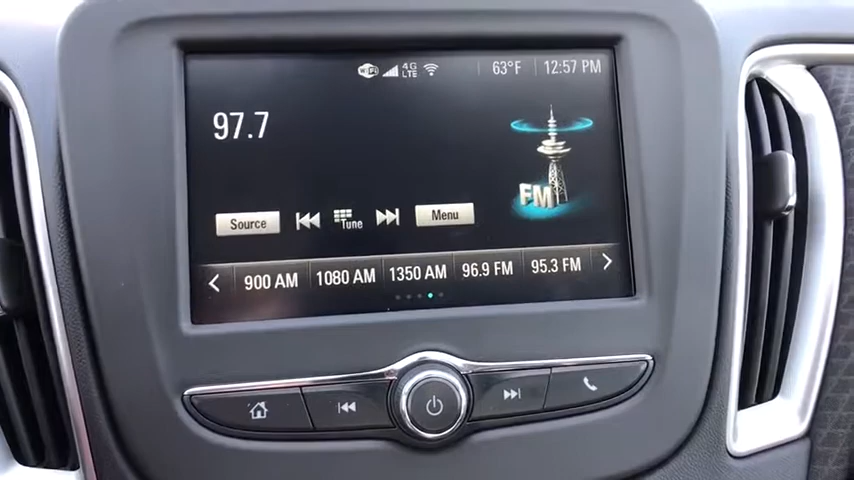 WiFi 4G LTE 63°F 12:57 PM
97.7
FM
Source Tune Menu
900 AM 1080 AM 1350 AM 96.9 FM 95.3 FM